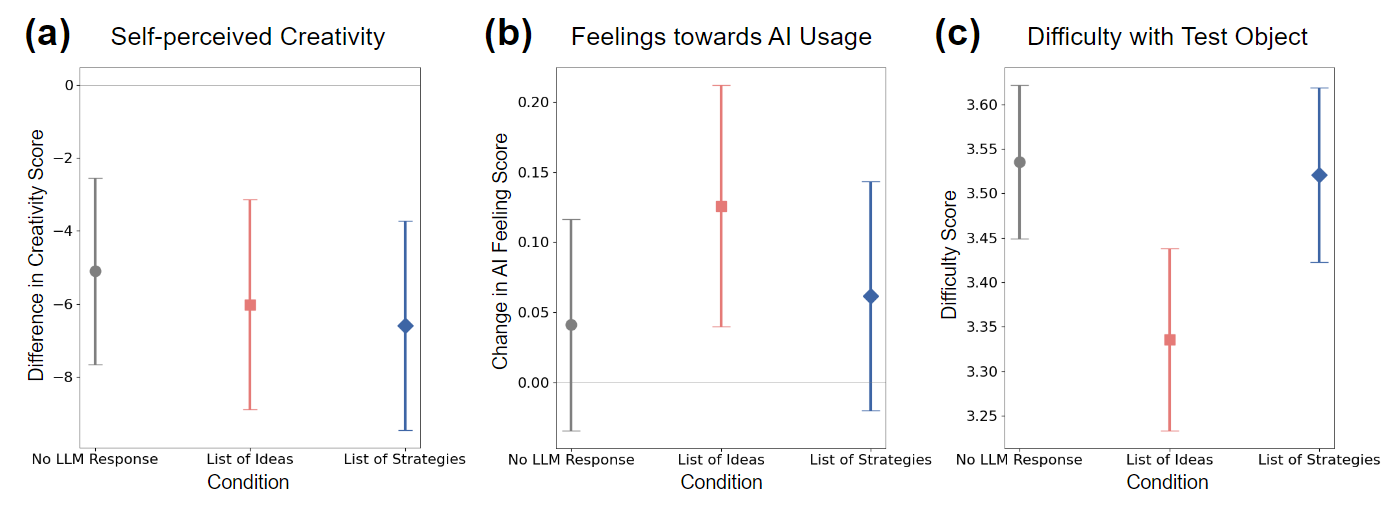 (a) Self-perceived Creativity
Difference in Creativity Score
0
−2
−4
−6
−8
No LLM Response List of Ideas List of Strategies
Condition
(b) Feelings towards AI Usage
Change in AI Feeling Score
0.20
0.15
0.10
0.05
0.00
No LLM Response List of Ideas List of Strategies
Condition
(c) Difficulty with Test Object
Difficulty Score
3.60
3.55
3.50
3.45
3.40
3.35
3.30
3.25
No LLM Response List of Ideas List of Strategies
Condition